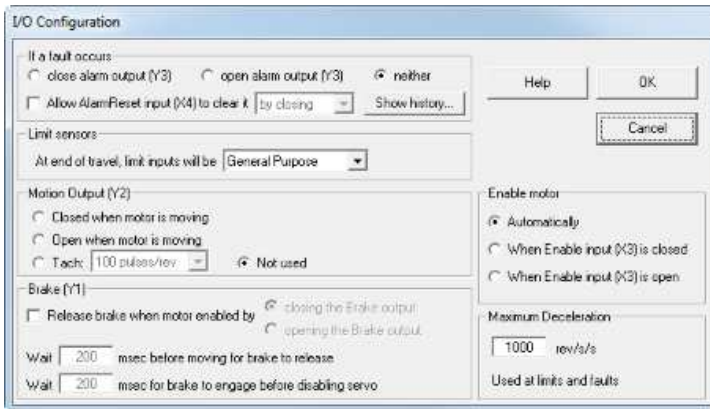 I/O Configuration
If a fault occurs
close alarm output (Y3) open alarm output (Y3) neither
Allow AlarmReset input (X4) to clear it by closing Show history...
Help OK
Cancel
Limit sensors
At end of travel, limit inputs will be General Purpose
Motion Output (Y2)
Closed when motor is moving
Open when motor is moving
Tach: 100 pulses/rev Not used
Enable motor
Automatically
When Enable input (X3) is closed
When Enable input (X3) is open
Brake (Y1)
Release brake when motor enabled by closing the Brake output
opening the Brake output
Wait 200 msec before moving for brake to release
Wait 200 msec for brake to engage before disabling servo
Maximum Deceleration
1000 rev/s/s
Used at limits and faults